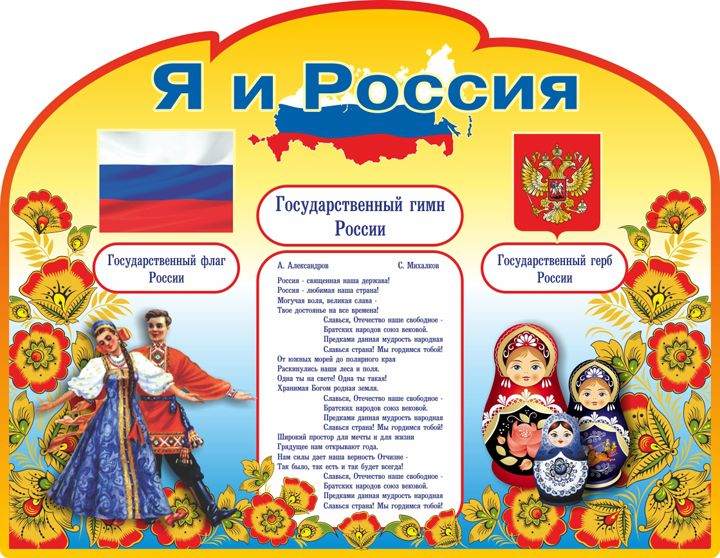 Я и Россия
Государственный гимн
России
Государственный флаг
России
Государственный герб
России
А. Александров С. Михалков
Россия - священная наша держава!
Россия - любимая наша страна!
Могучая воля, великая слава -
Твое достоянье на все времена!
Славься, Отечество наше свободное -
Братских народов союз вековой.
Предками данная мудрость народная
Славься страна! Мы гордимся тобой!
От южных морей до полярного края
Раскинулись наши леса и поля.
Одна ты на свете! Одна ты такая!
Хранимая Богом родная земля.
Славься, Отечество наше свободное -
Братских народов союз вековой.
Предками данная мудрость народная
Славься страна! Мы гордимся тобой!
Широкий простор для мечты и для жизни
Грядущее нам открывают года.
Нам силы дает наша верность Отчизне -
Так было, так есть и так будет всегда!
Славься, Отечество наше свободное -
Братских народов союз вековой.
Предками данная мудрость народная
Славься страна! Мы гордимся тобой!